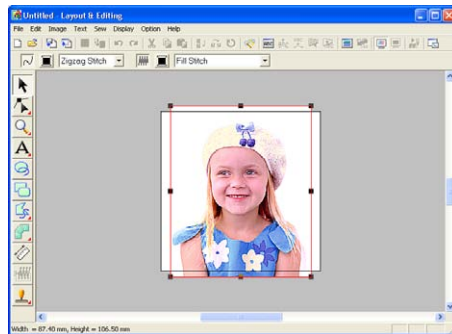 Untitled - Layout & Editing
File Edit Image Text Sew Display Option Help
Zigzag Stitch Fill Stitch
A
Width = 87.40 mm, Height = 106.50 mm